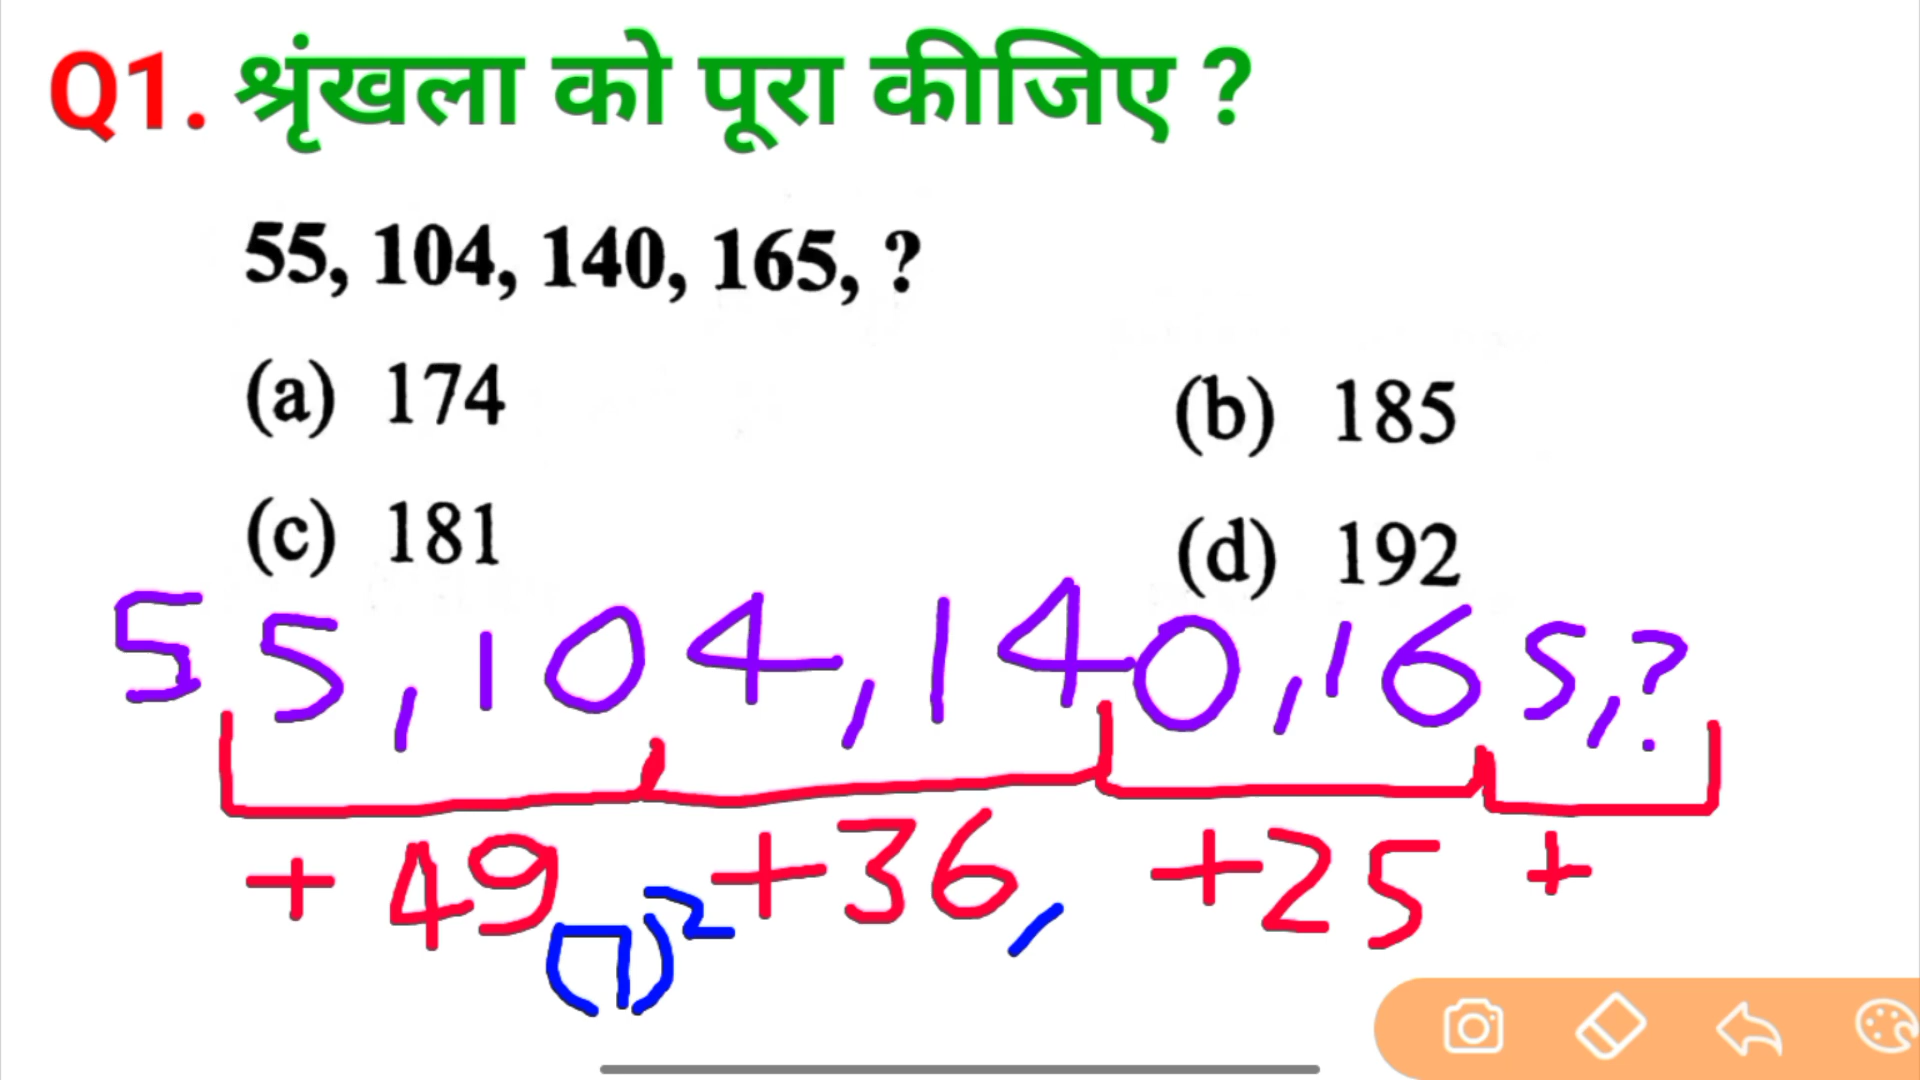 Q1. श्रृंखला को पूरा कीजिए ?
55, 104, 140, 165, ?
(a) 174
(b) 185
(c) 181
(d) 192
55,104,140,165,?
+49 +36, +25 +
(7)²